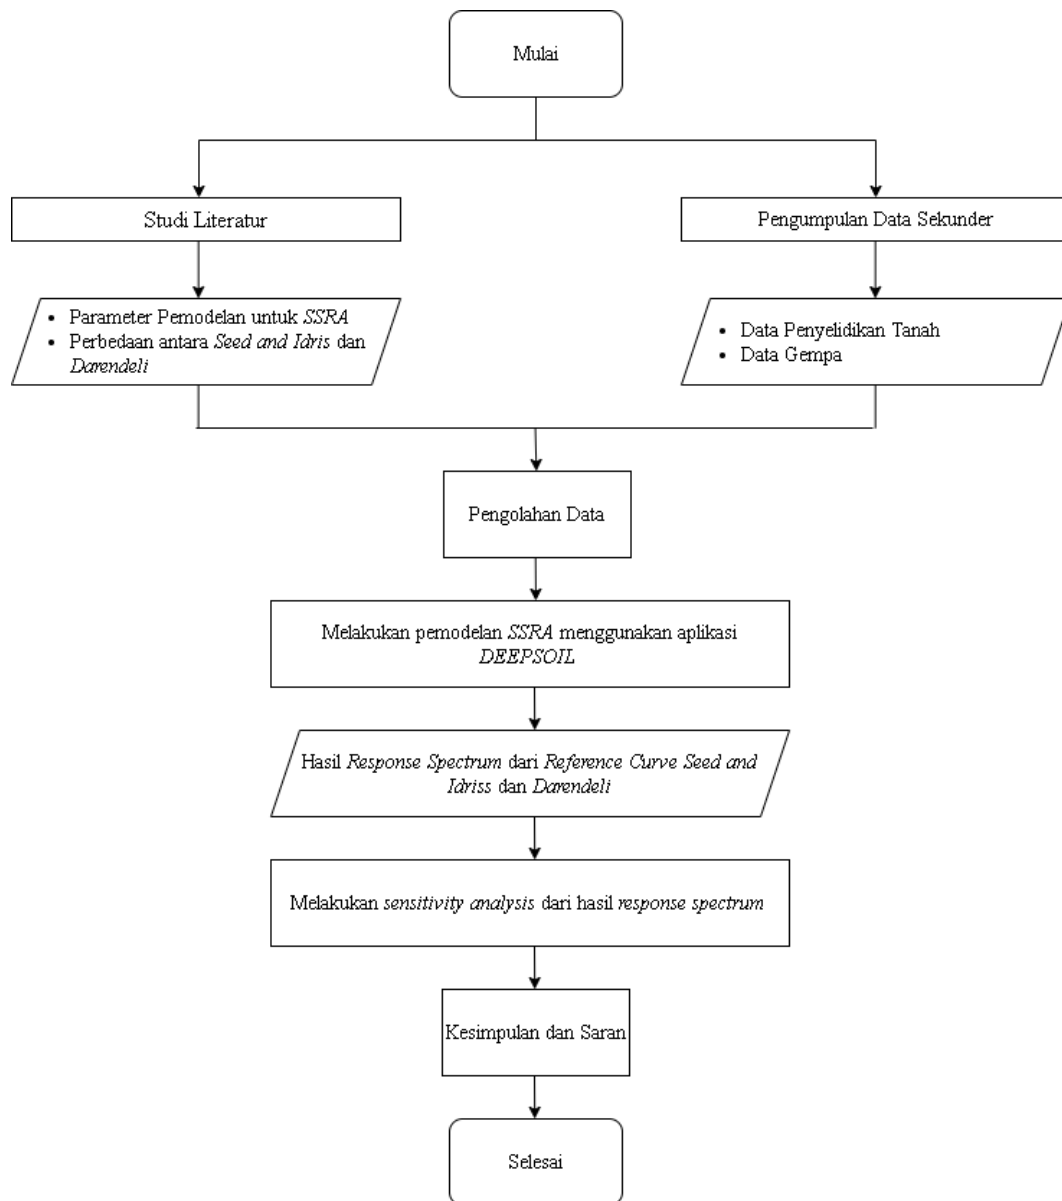 Mulai
Studi Literatur
Pengumpulan Data Sekunder
• Parameter Pemodelan untuk SSRA
• Perbedaan antara Seed and Idris dan
Darendeli
• Data Penyelidikan Tanah
• Data Gempa
Pengolahan Data
Melakukan pemodelan SSRA menggunakan aplikasi
DEEPSOIL
Hasil Response Spectrum dari Reference Curve Seed and
Idriss dan Darendeli
Melakukan sensitivity analysis dari hasil response spectrum
Kesimpulan dan Saran
Selesai